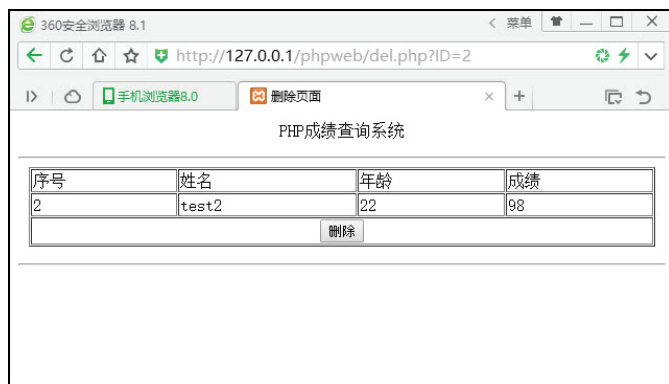 360安全浏览器 8.1 菜单
http://127.0.0.1/phpweb/del.php?ID=2
手机浏览器8.0 删除页面
PHP成绩查询系统
序号 姓名 年龄 成绩
2 test2 22 98
删除